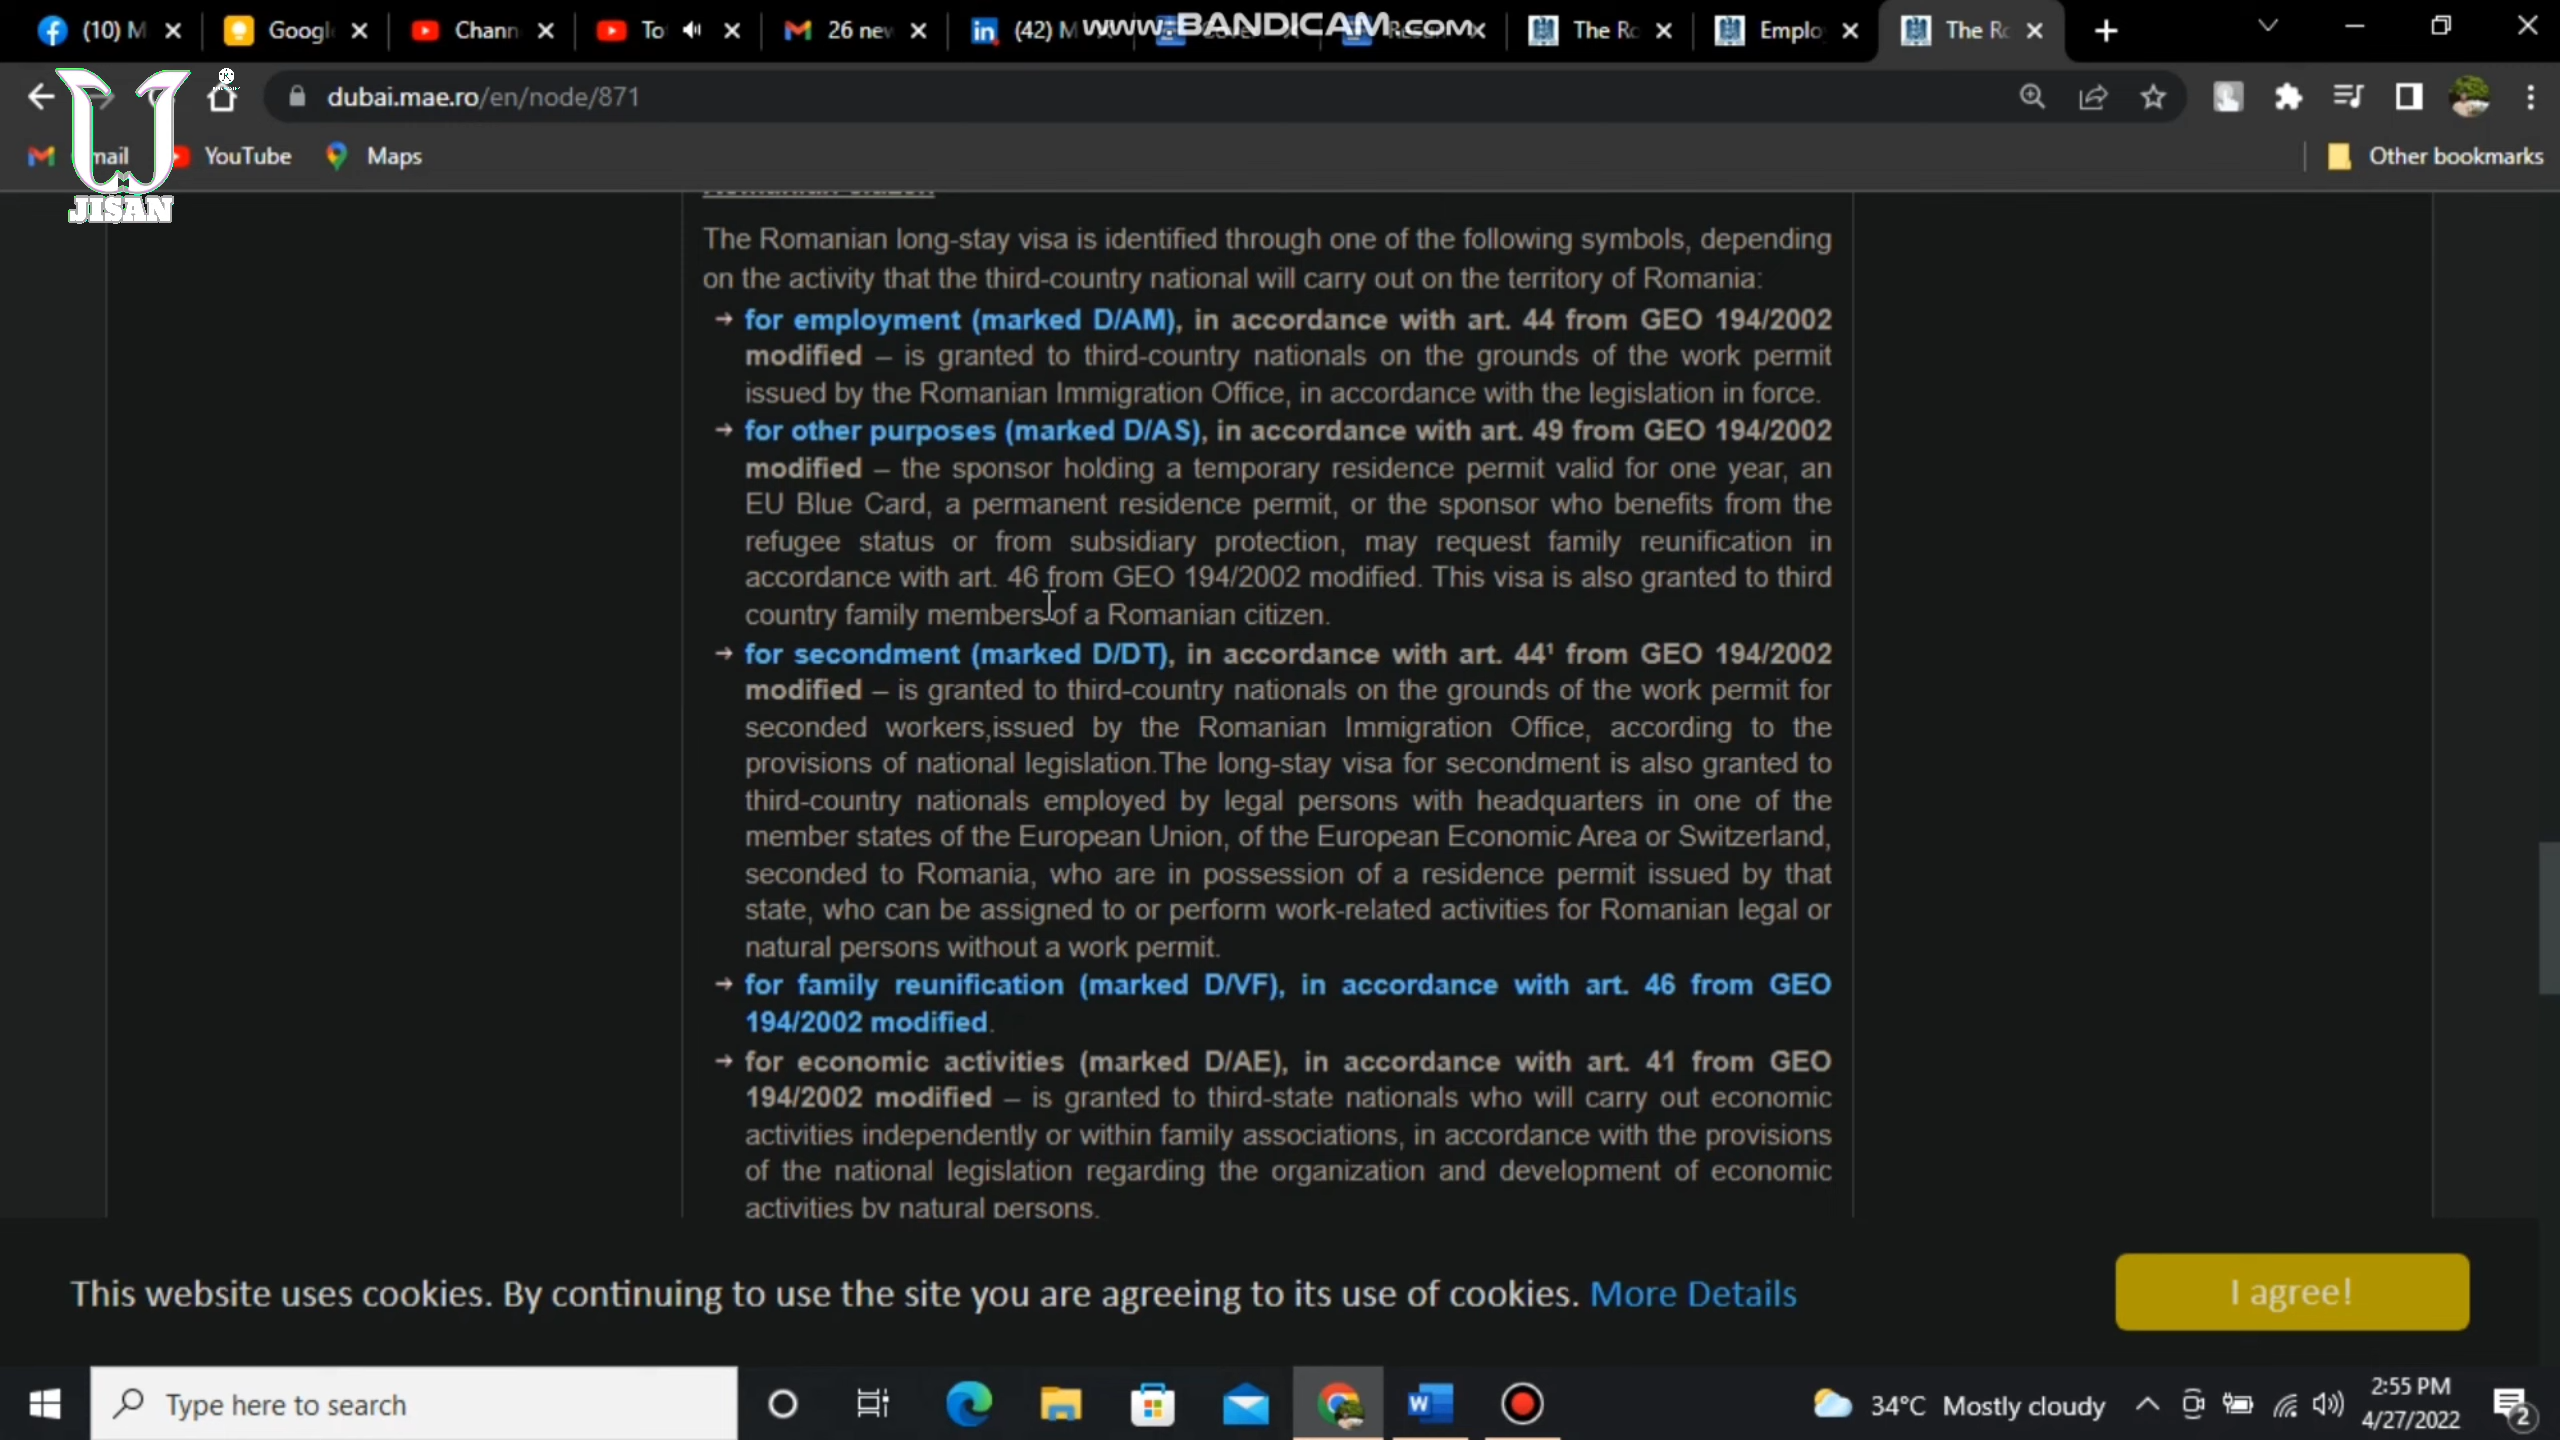 (10) M
Googl
Chann
To
26 nev
(42) M
www.BANDICAM.com
The Ro
Emplo
The Ro
dubai.mae.ro/en/node/871
YouTube
Maps
Other bookmarks
JISAN
The Romanian long-stay visa is identified through one of the following symbols, depending
on the activity that the third-country national will carry out on the territory of Romania:
→ for employment (marked D/AM), in accordance with art. 44 from GEO 194/2002
modified – is granted to third-country nationals on the grounds of the work permit
issued by the Romanian Immigration Office, in accordance with the legislation in force.
→ for other purposes (marked D/AS), in accordance with art. 49 from GEO 194/2002
modified – the sponsor holding a temporary residence permit valid for one year, an
EU Blue Card, a permanent residence permit, or the sponsor who benefits from the
refugee status or from subsidiary protection, may request family reunification in
accordance with art. 46 from GEO 194/2002 modified. This visa is also granted to third
country family members of a Romanian citizen.
→ for secondment (marked D/DT), in accordance with art. 44¹ from GEO 194/2002
modified – is granted to third-country nationals on the grounds of the work permit for
seconded workers,issued by the Romanian Immigration Office, according to the
provisions of national legislation.The long-stay visa for secondment is also granted to
third-country nationals employed by legal persons with headquarters in one of the
member states of the European Union, of the European Economic Area or Switzerland,
seconded to Romania, who are in possession of a residence permit issued by that
state, who can be assigned to or perform work-related activities for Romanian legal or
natural persons without a work permit.
→ for family reunification (marked D/VF), in accordance with art. 46 from GEO
194/2002 modified.
→ for economic activities (marked D/AE), in accordance with art. 41 from GEO
194/2002 modified – is granted to third-state nationals who will carry out economic
activities independently or within family associations, in accordance with the provisions
of the national legislation regarding the organization and development of economic
activities by natural persons.
This website uses cookies. By continuing to use the site you are agreeing to its use of cookies. More Details
I agree!
Type here to search
34°C Mostly cloudy
2:55 PM
4/27/2022
2